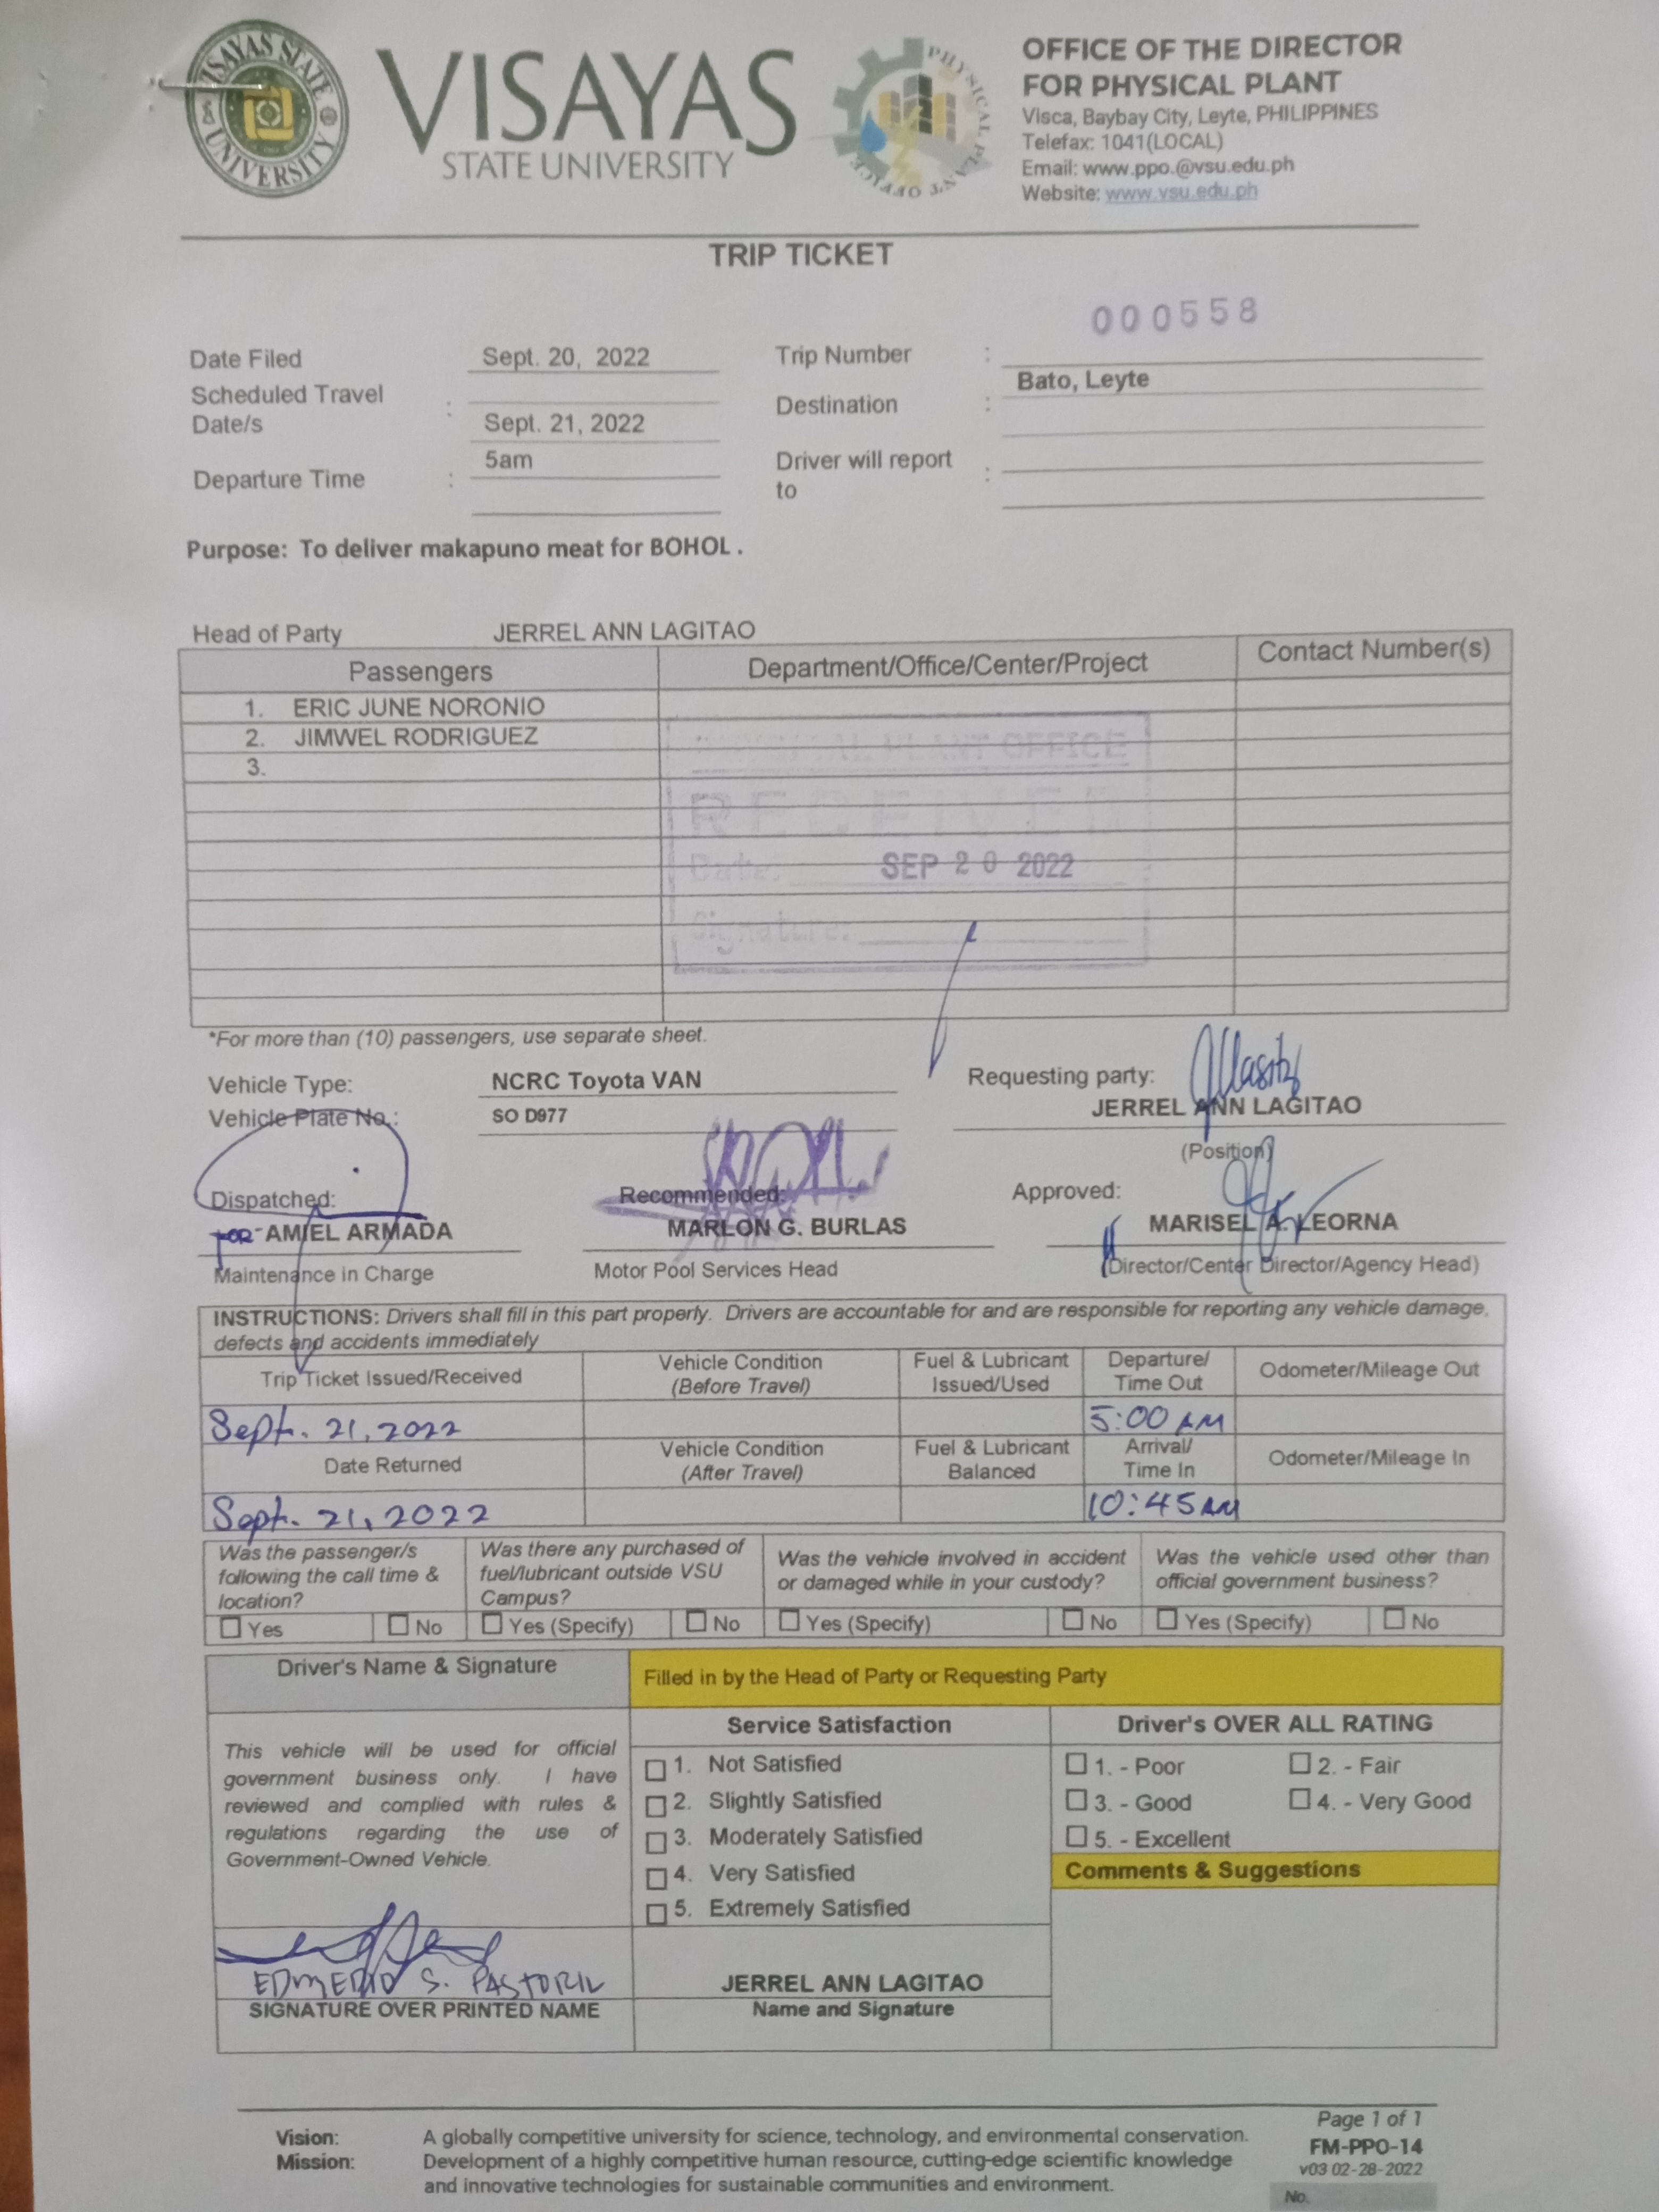 VISAYAS STATE UNIVERSITY
VISAYAS
STATE UNIVERSITY
PHYSICAL PLANT OFFICE
OFFICE OF THE DIRECTOR
FOR PHYSICAL PLANT
Visca, Baybay City, Leyte, PHILIPPINES
Telefax: 1041(LOCAL)
Email: www.ppo.@vsu.edu.ph
Website: www.vsu.edu.ph
TRIP TICKET
000558
Date Filed Sept. 20, 2022 Trip Number :
Scheduled Travel Date/s : Sept. 21, 2022 Destination : Bato, Leyte
Departure Time : 5am Driver will report to :
Purpose: To deliver makapuno meat for BOHOL .
Head of Party JERREL ANN LAGITAO
Passengers Department/Office/Center/Project Contact Number(s)
1. ERIC JUNE NORONIO
2. JIMWEL RODRIGUEZ
3.
PHYSICAL PLANT OFFICE
RECEIVED
Date: SEP 20 2022
Signature:
*For more than (10) passengers, use separate sheet.
Vehicle Type: NCRC Toyota VAN Requesting party:
Vehicle Plate No.: SO D977 JERREL ANN LAGITAO
(Position)
Dispatched: Recommended: Approved:
FOR AMIEL ARMADA MARLON G. BURLAS MARISEL A. LEORNA
Maintenance in Charge Motor Pool Services Head (Director/Center Director/Agency Head)
INSTRUCTIONS: Drivers shall fill in this part properly. Drivers are accountable for and are responsible for reporting any vehicle damage,
defects and accidents immediately
Trip Ticket Issued/Received Vehicle Condition (Before Travel) Fuel & Lubricant Issued/Used Departure/ Time Out Odometer/Mileage Out
Sept. 21, 2022 5:00 AM
Date Returned Vehicle Condition (After Travel) Fuel & Lubricant Balanced Arrival/ Time In Odometer/Mileage In
Sept. 21, 2022 10:45 AM
Was the passenger/s following the call time & location? Was there any purchased of fuel/lubricant outside VSU Campus? Was the vehicle involved in accident or damaged while in your custody? Was the vehicle used other than official government business?
Yes No Yes (Specify) No Yes (Specify) No Yes (Specify) No
Driver's Name & Signature Filled in by the Head of Party or Requesting Party
Service Satisfaction Driver's OVER ALL RATING
This vehicle will be used for official
government business only. I have
reviewed and complied with rules &
regulations regarding the use of
Government-Owned Vehicle.
1. Not Satisfied
2. Slightly Satisfied
3. Moderately Satisfied
4. Very Satisfied
5. Extremely Satisfied
1. - Poor 2. - Fair
3. - Good 4. - Very Good
5. - Excellent
Comments & Suggestions
EDMERIO S. PASTORIL JERREL ANN LAGITAO
SIGNATURE OVER PRINTED NAME Name and Signature
Vision: A globally competitive university for science, technology, and environmental conservation.
Mission: Development of a highly competitive human resource, cutting-edge scientific knowledge
and innovative technologies for sustainable communities and environment.
Page 1 of 1
FM-PPO-14
v03 02-28-2022
No.